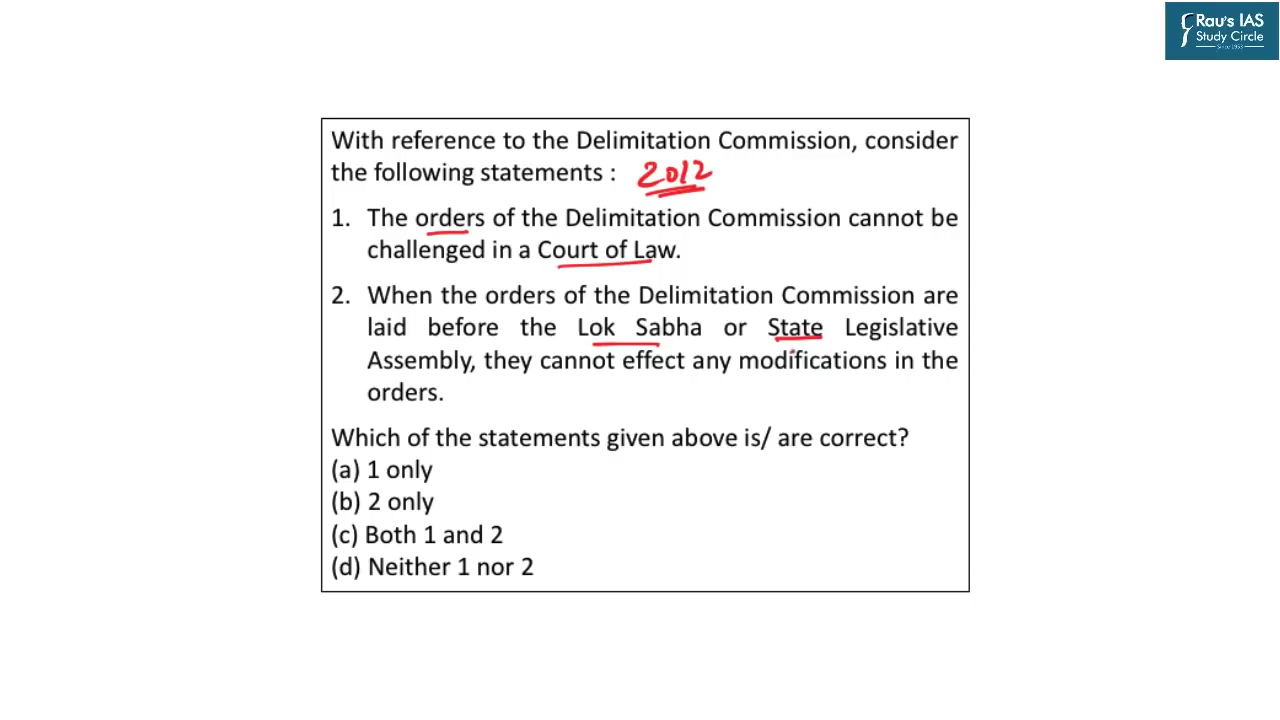 Rau's IAS
Study Circle
Since 1953
With reference to the Delimitation Commission, consider
the following statements : 2012
1. The orders of the Delimitation Commission cannot be
challenged in a Court of Law.
2. When the orders of the Delimitation Commission are
laid before the Lok Sabha or State Legislative
Assembly, they cannot effect any modifications in the
orders.
Which of the statements given above is/ are correct?
(a) 1 only
(b) 2 only
(c) Both 1 and 2
(d) Neither 1 nor 2